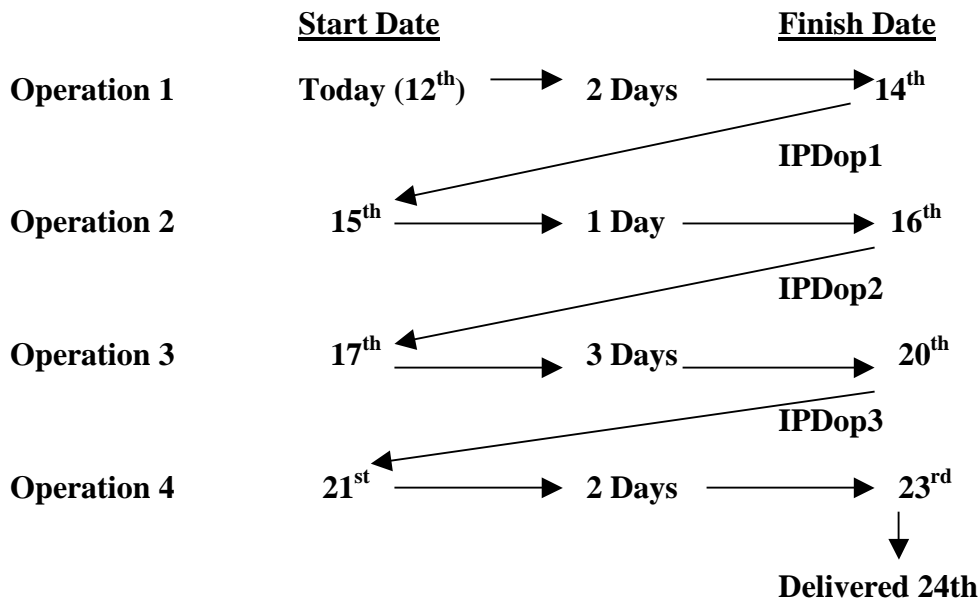 Start Date Finish Date
Operation 1 Today (12th) 2 Days 14th
IPDop1
Operation 2 15th 1 Day 16th
IPDop2
Operation 3 17th 3 Days 20th
IPDop3
Operation 4 21st 2 Days 23rd
Delivered 24th